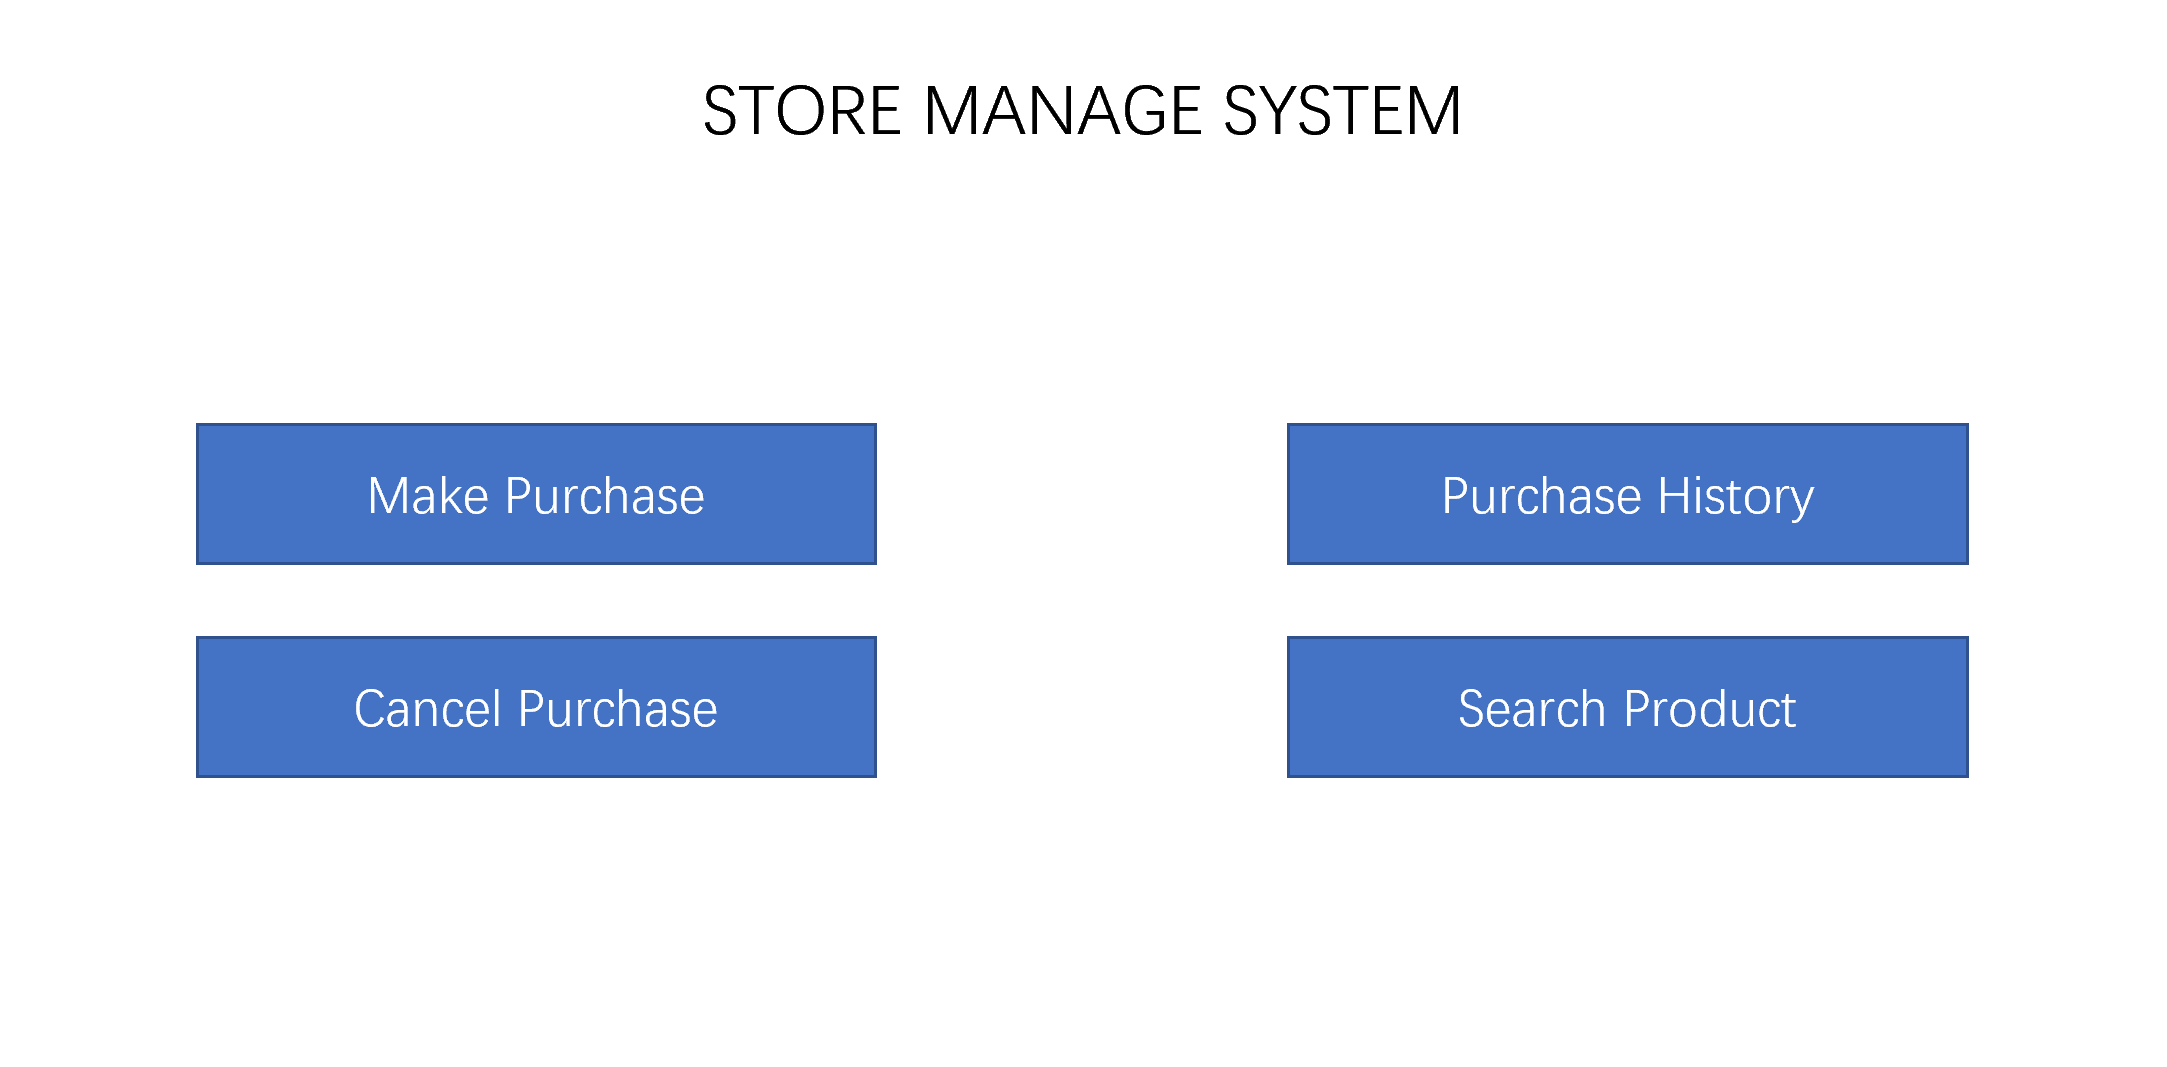 STORE MANAGE SYSTEM
Make Purchase
Purchase History
Cancel Purchase
Search Product